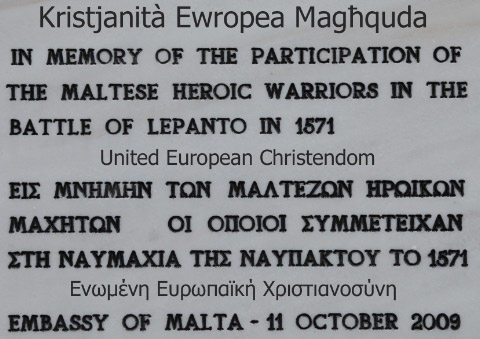 Kristjanità Ewropea Magħquda
IN MEMORY OF THE PARTICIPATION OF
THE MALTESE HEROIC WARRIORS IN THE
BATTLE OF LEPANTO IN 1571
United European Christendom
ΕΙΣ ΜΝΗΜΗΝ ΤΩΝ ΜΑΛΤΕΖΩΝ ΗΡΩΙΚΩΝ
ΜΑΧΗΤΩΝ ΟΙ ΟΠΟΙΟΙ ΣΥΜΜΕΤΕΙΧΑΝ
ΣΤΗ ΝΑΥΜΑΧΙΑ ΤΗΣ ΝΑΥΠΑΚΤΟΥ ΤΟ 1571
Ενωμένη Ευρωπαϊκή Χριστιανοσύνη
EMBASSY OF MALTA - 11 OCTOBER 2009